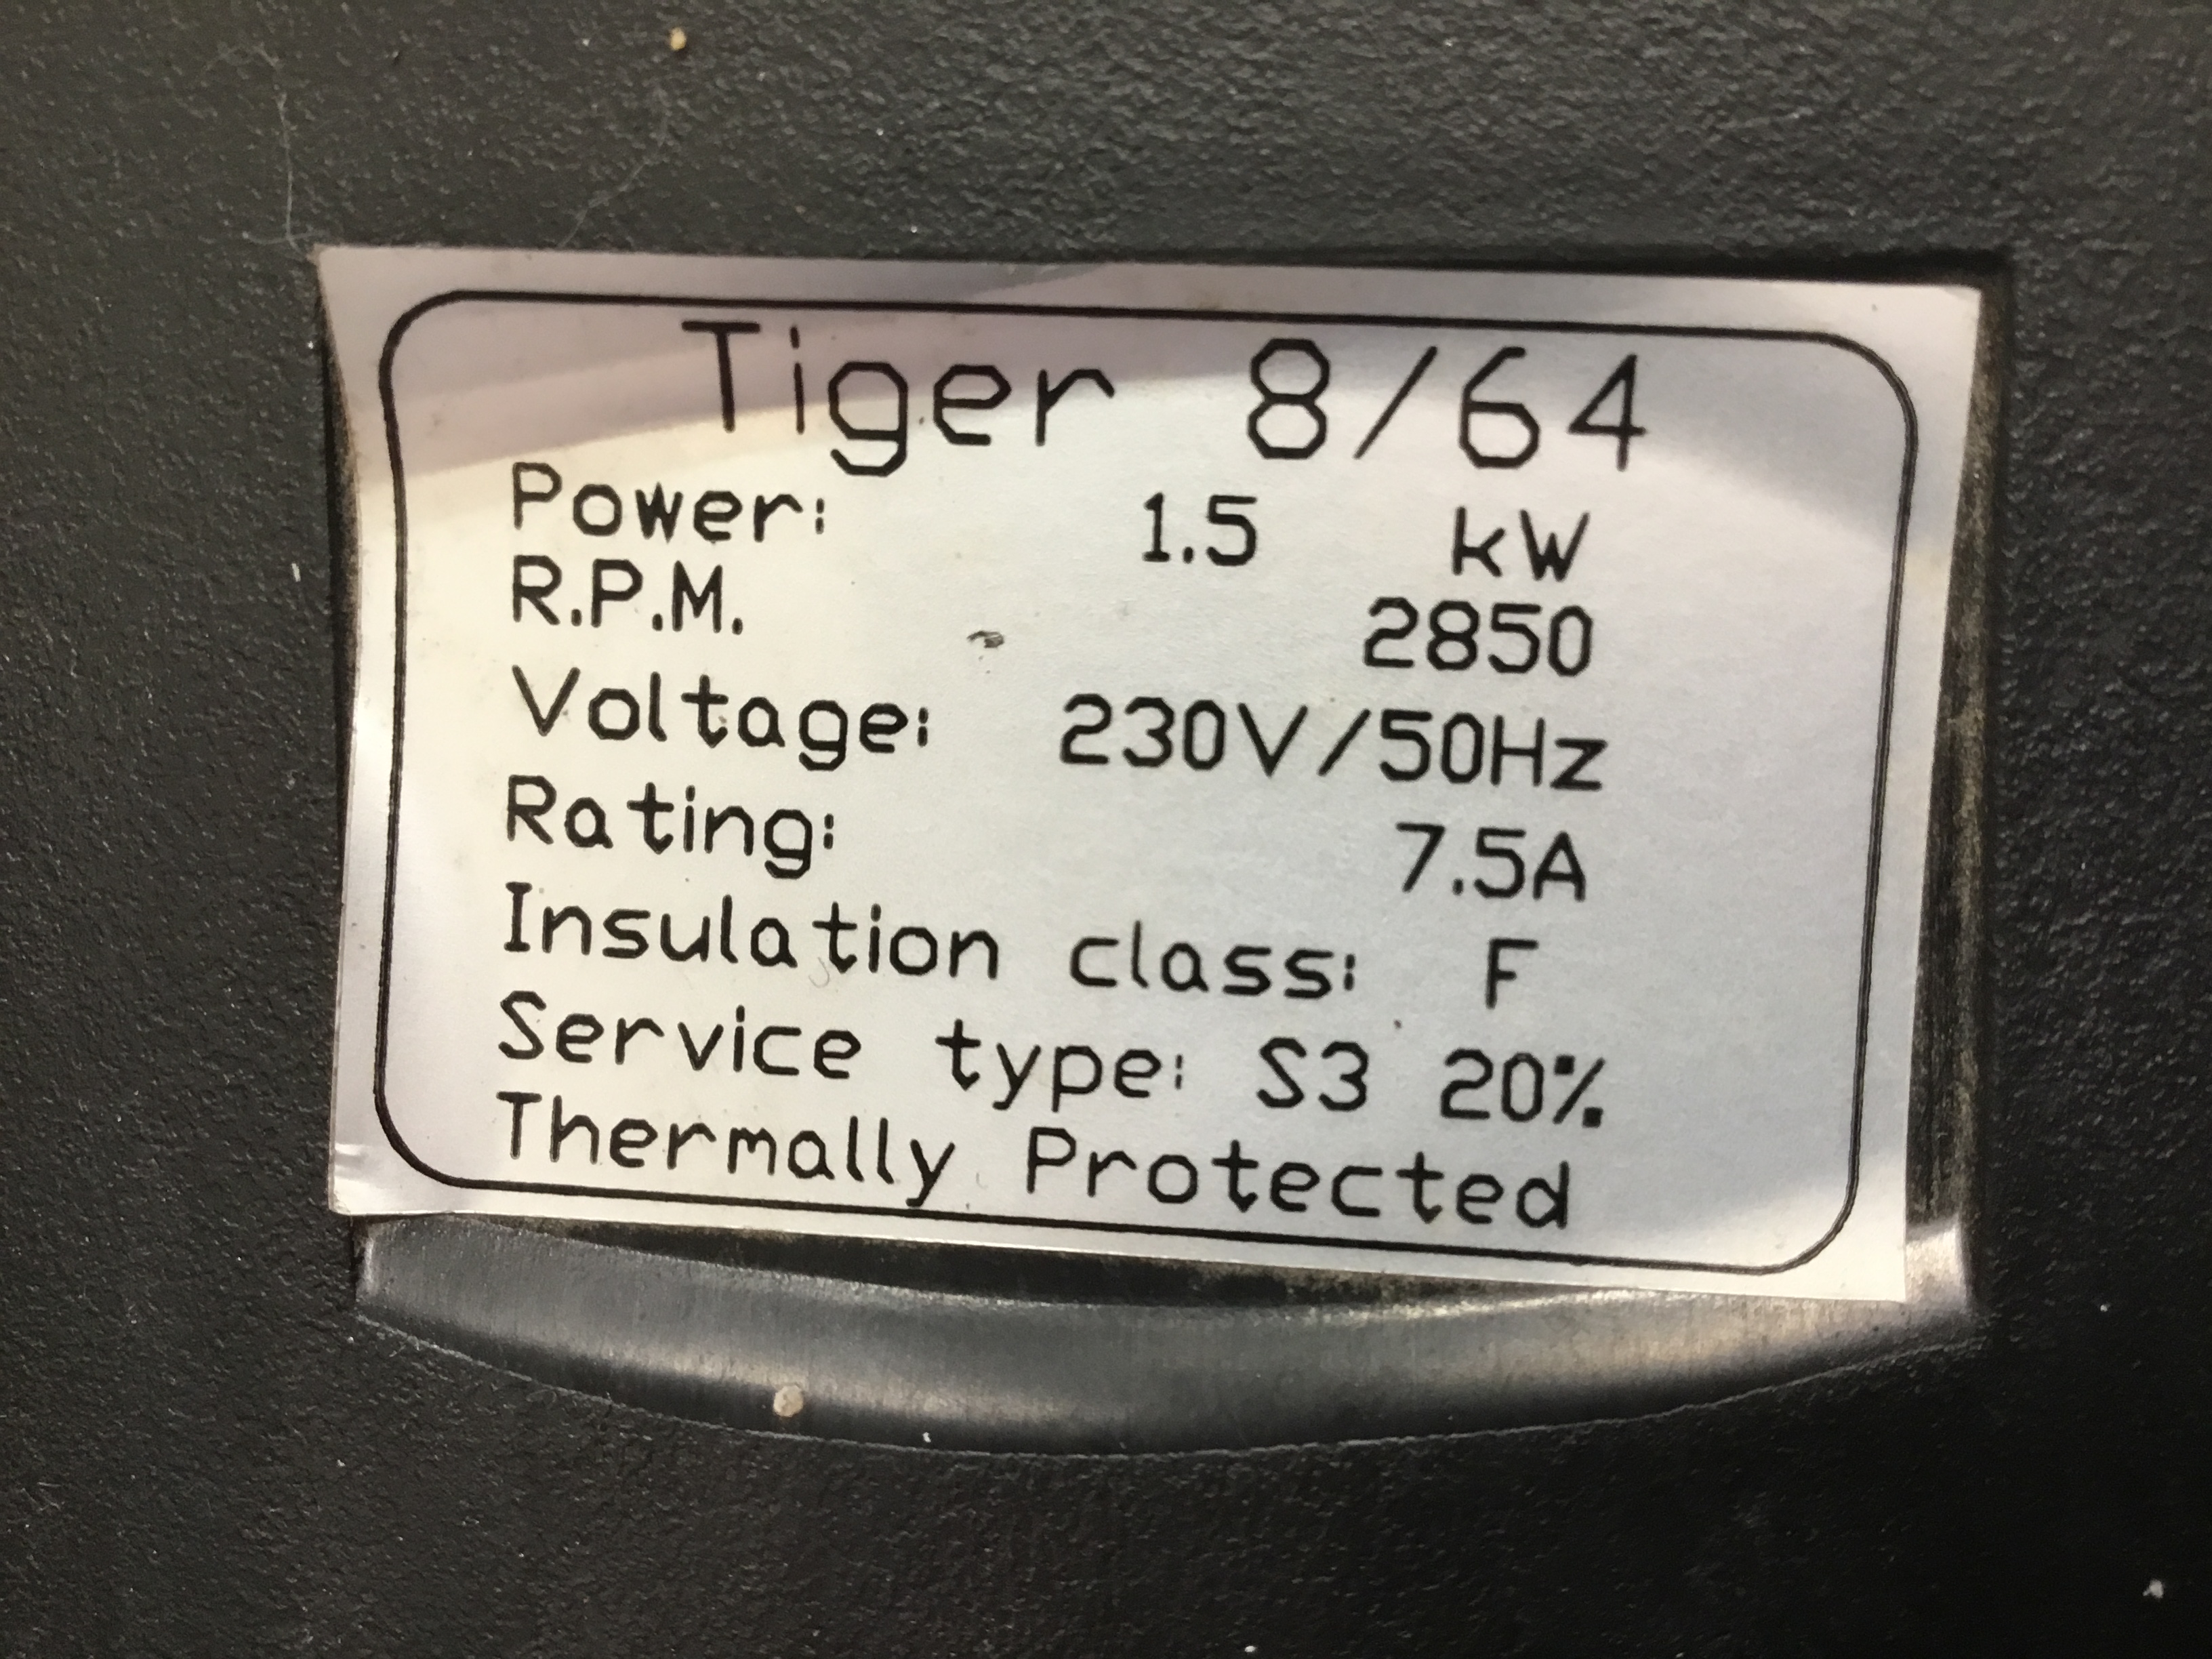 Tiger 8/64
Power: 1.5 kW
R.P.M. 2850
Voltage: 230V/50Hz
Rating: 7.5A
Insulation class: F
Service type: S3 20%
Thermally Protected